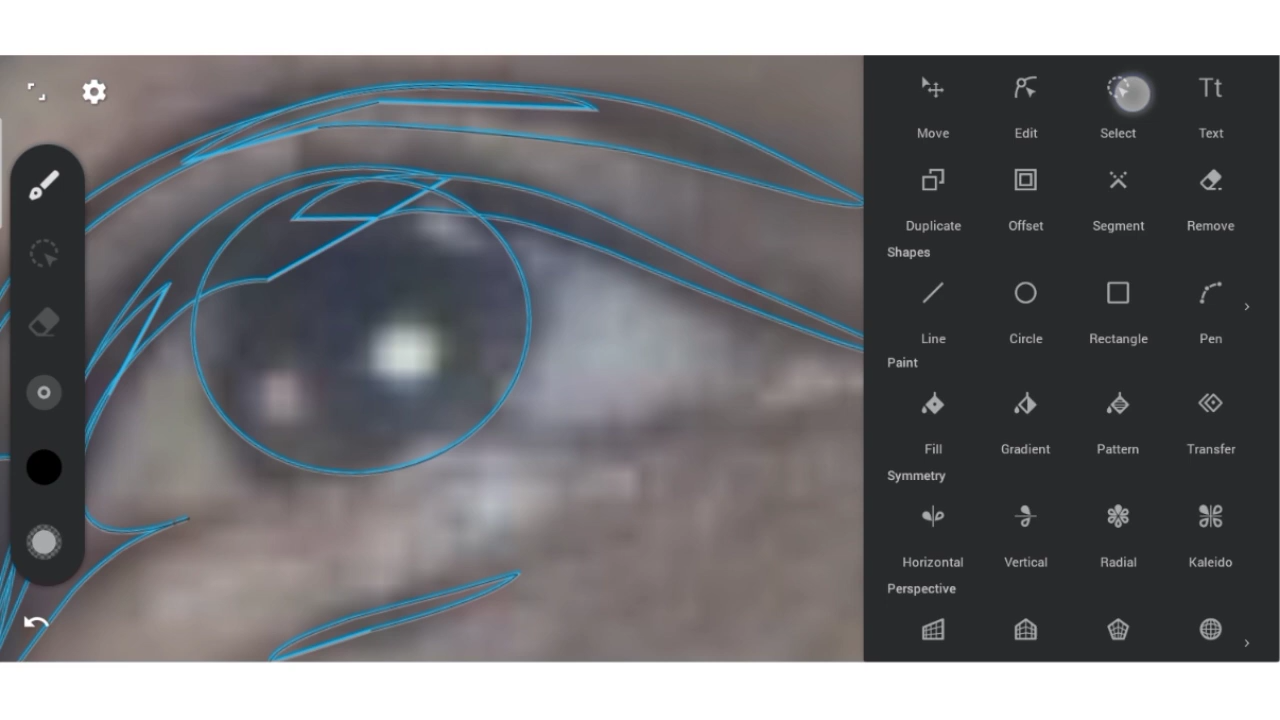 Tt
Move Edit Select Text
Duplicate Offset Segment Remove
Shapes
Line Circle Rectangle Pen
Paint
Fill Gradient Pattern Transfer
Symmetry
Horizontal Vertical Radial Kaleido
Perspective